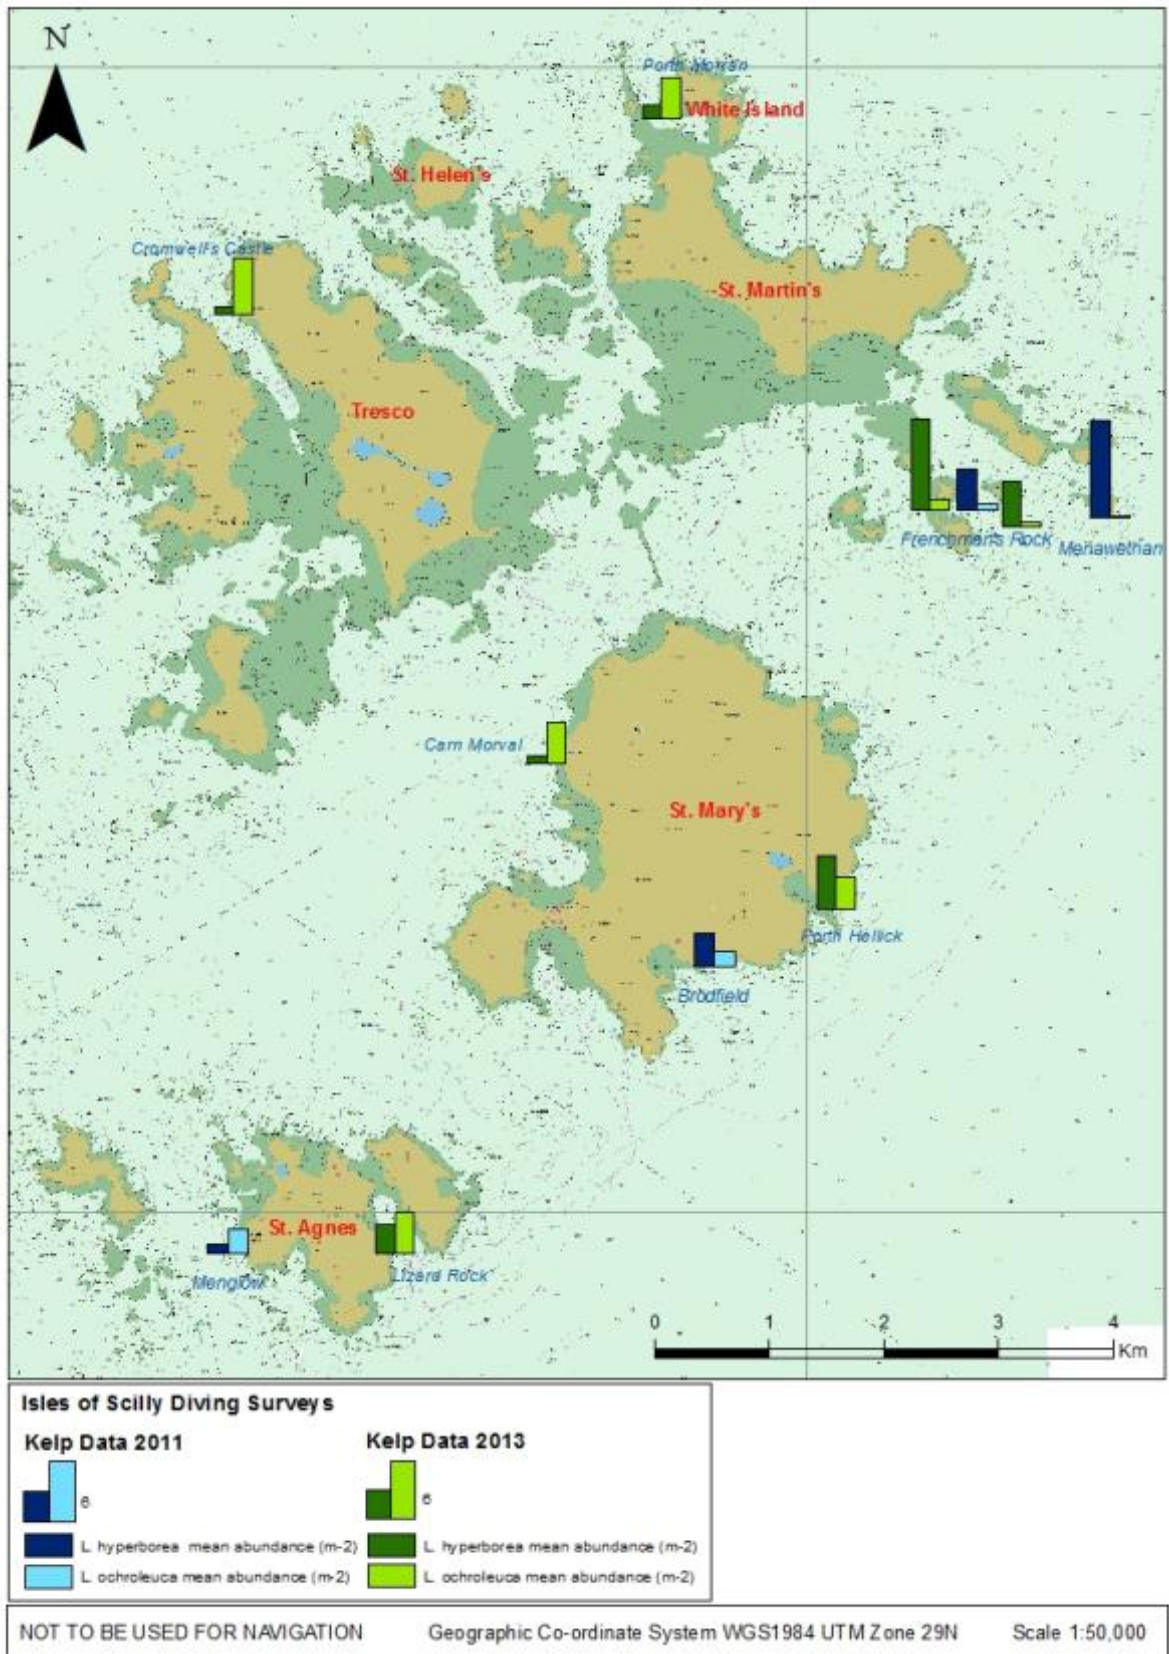 N
Porth Morran
White Island
St. Helen's
Cromwell's Castle
St. Martin's
Tresco
Frenchman's Rock
Menawethan
Carn Morval
St. Mary's
Porth Hellick
Brodfield
St. Agnes
Menglow
Lizard Rock
0 1 2 3 4
Km
Isles of Scilly Diving Surveys
Kelp Data 2011 Kelp Data 2013
6 6
L. hyperborea mean abundance (m-2) L. hyperborea mean abundance (m-2)
L. ochroleuca mean abundance (m-2) L. ochroleuca mean abundance (m-2)
NOT TO BE USED FOR NAVIGATION Geographic Co-ordinate System WGS1984 UTM Zone 29N Scale 1:50,000